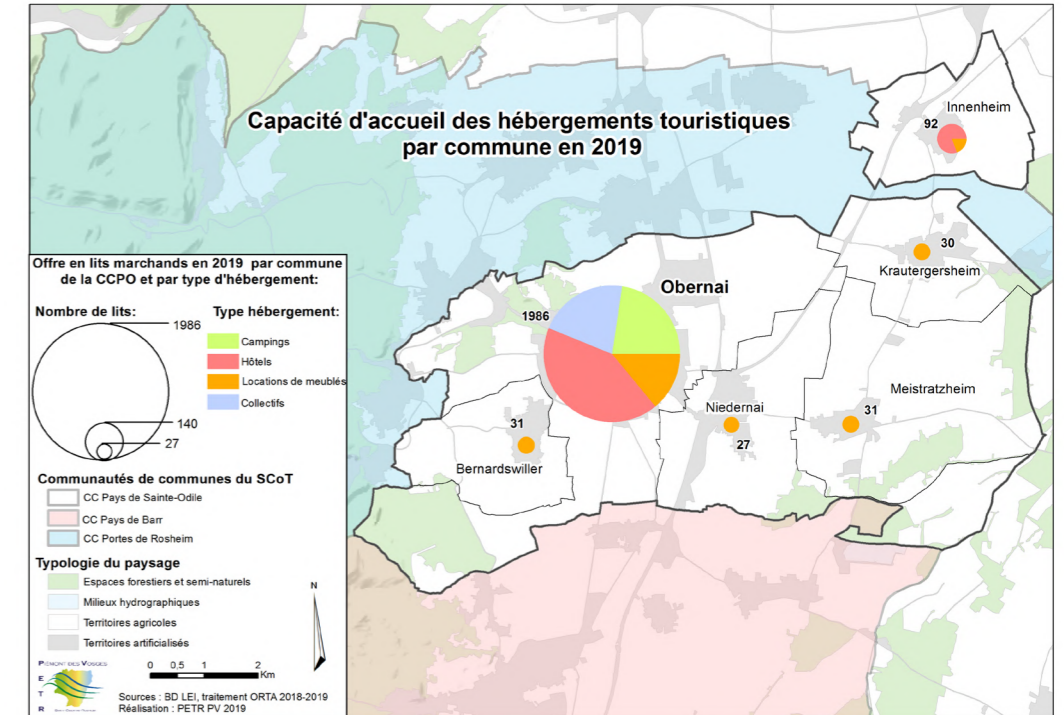 Capacité d'accueil des hébergements touristiques
par commune en 2019
Innenheim
92
30
Krautergersheim
Obernai
1986
Meistratzheim
31
Niedernai
27
31
Bernardswiller
Offre en lits marchands en 2019 par commune
de la CCPO et par type d'hébergement:
Nombre de lits:
1986
140
27
Type hébergement:
Campings
Hôtels
Locations de meublés
Collectifs
Communautés de communes du SCoT
CC Pays de Sainte-Odile
CC Pays de Barr
CC Portes de Rosheim
Typologie du paysage
Espaces forestiers et semi-naturels
Milieux hydrographiques
Territoires agricoles
Territoires artificialisés
N
PIÉMONT DES VOSGES
P
E
T
R
0 0,5 1 2
Km
Sources : BD LEI, traitement ORTA 2018-2019
Réalisation : PETR PV 2019